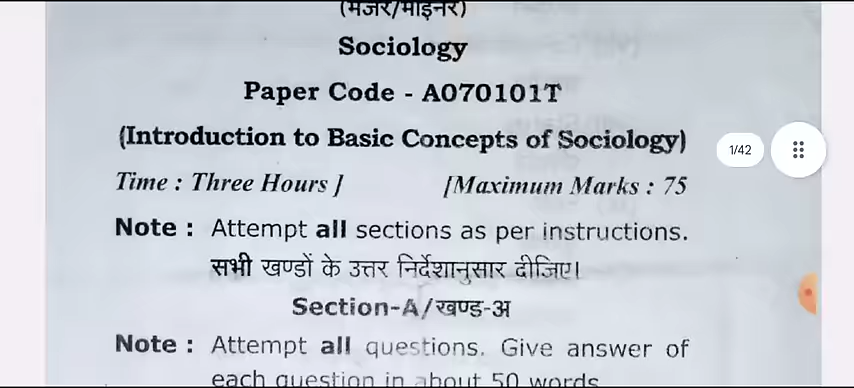 (मेजर/माइनर)
Sociology
Paper Code - A070101T
(Introduction to Basic Concepts of Sociology)
1/42
Time : Three Hours ]
[Maximum Marks : 75
Note : Attempt all sections as per instructions.
सभी खण्डों के उत्तर निर्देशानुसार दीजिए।
Section-A/खण्ड-अ
Note : Attempt all questions. Give answer of
each question in about 50 words